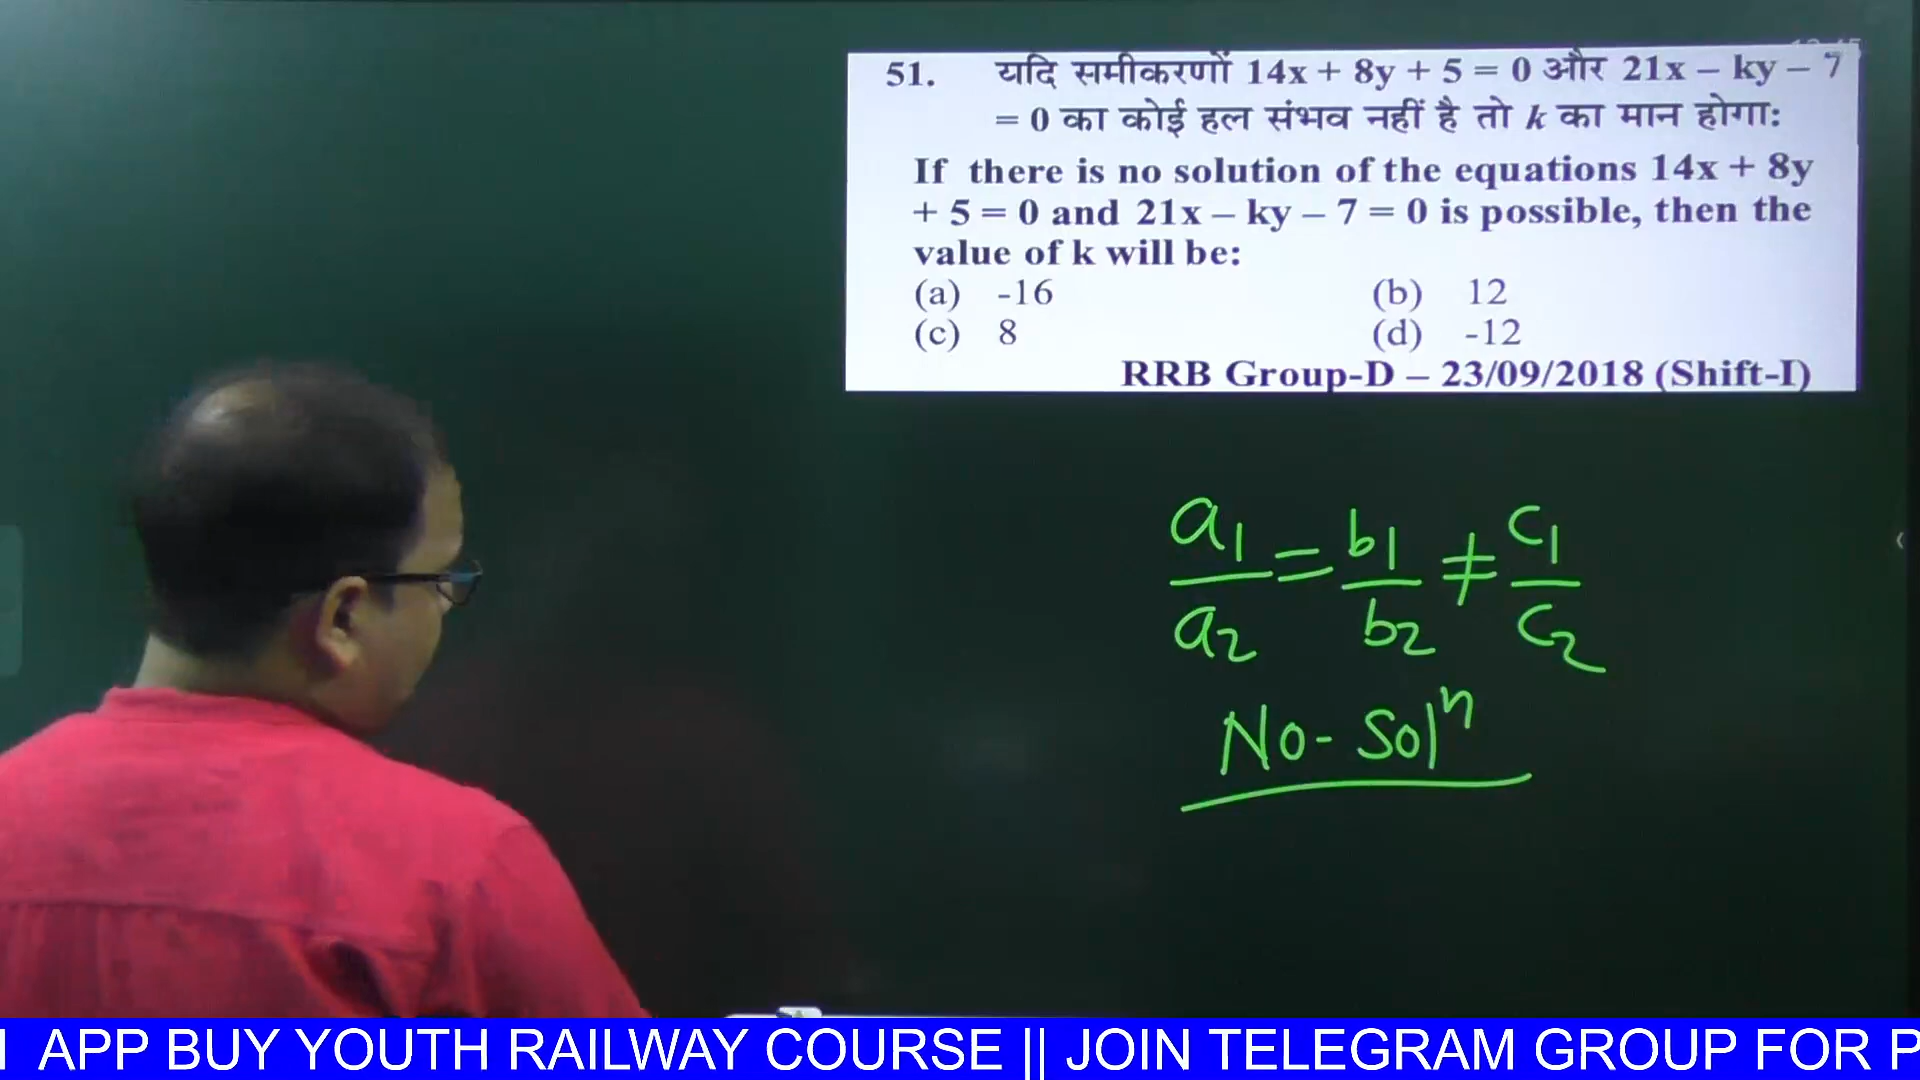 51. यदि समीकरणों 14x + 8y + 5 = 0 और 21x – ky – 7
= 0 का कोई हल संभव नहीं है तो k का मान होगा:
If there is no solution of the equations 14x + 8y
+ 5 = 0 and 21x – ky – 7 = 0 is possible, then the
value of k will be:
(a) -16 (b) 12
(c) 8 (d) -12
RRB Group-D – 23/09/2018 (Shift-I)
a1/a2 = b1/b2 ≠ c1/c2
No-Solⁿ
APP BUY YOUTH RAILWAY COURSE || JOIN TELEGRAM GROUP FOR